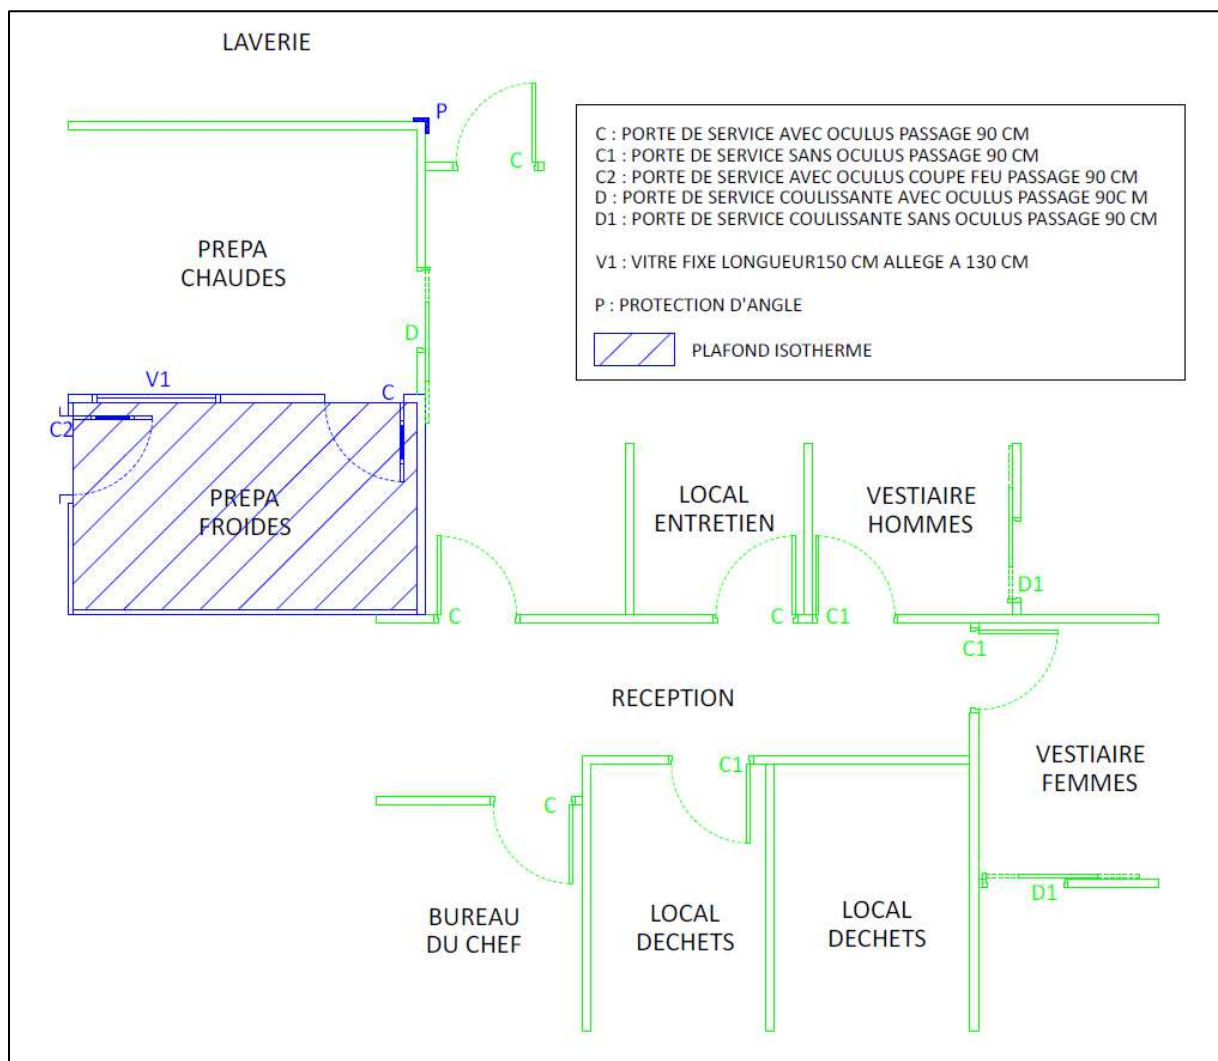 LAVERIE
P
C
C : PORTE DE SERVICE AVEC OCULUS PASSAGE 90 CM
C1 : PORTE DE SERVICE SANS OCULUS PASSAGE 90 CM
C2 : PORTE DE SERVICE AVEC OCULUS COUPE FEU PASSAGE 90 CM
D : PORTE DE SERVICE COULISSANTE AVEC OCULUS PASSAGE 90C M
D1 : PORTE DE SERVICE COULISSANTE SANS OCULUS PASSAGE 90 CM
V1 : VITRE FIXE LONGUEUR150 CM ALLEGE A 130 CM
P : PROTECTION D'ANGLE
PLAFOND ISOTHERME
PREPA
CHAUDES
D
V1
C
C2
PREPA
FROIDES
LOCAL
ENTRETIEN
VESTIAIRE
HOMMES
D1
C
C
C1
C1
RECEPTION
C1
VESTIAIRE
FEMMES
C
D1
BUREAU
DU CHEF
LOCAL
DECHETS
LOCAL
DECHETS